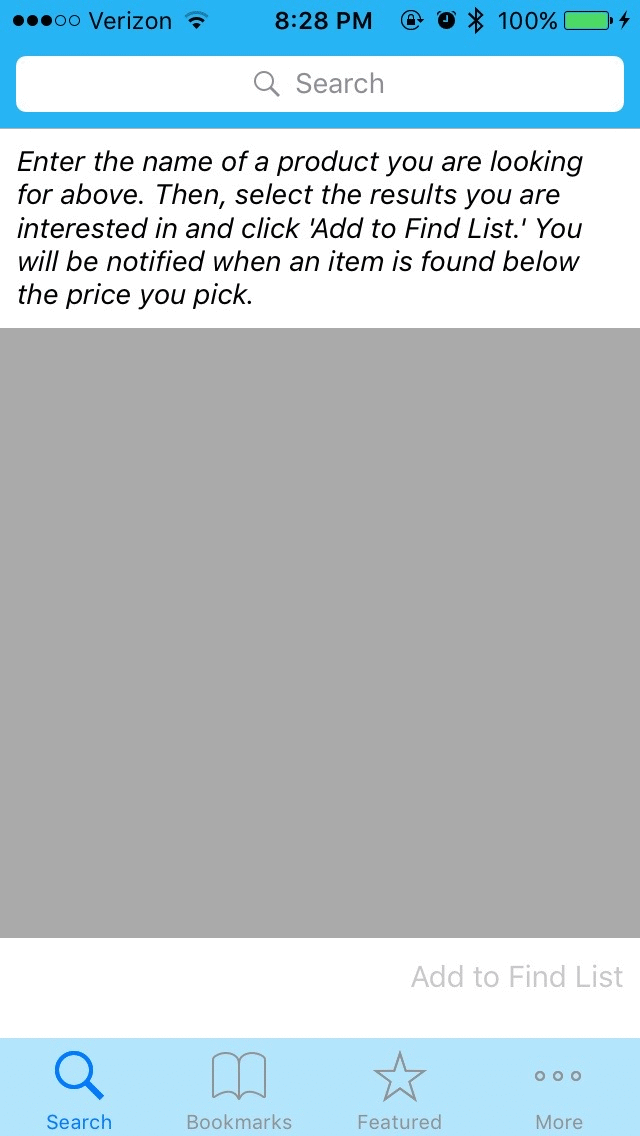 Verizon 8:28 PM 100%
Search
Enter the name of a product you are looking
for above. Then, select the results you are
interested in and click 'Add to Find List.' You
will be notified when an item is found below
the price you pick.
Add to Find List
Search Bookmarks Featured More